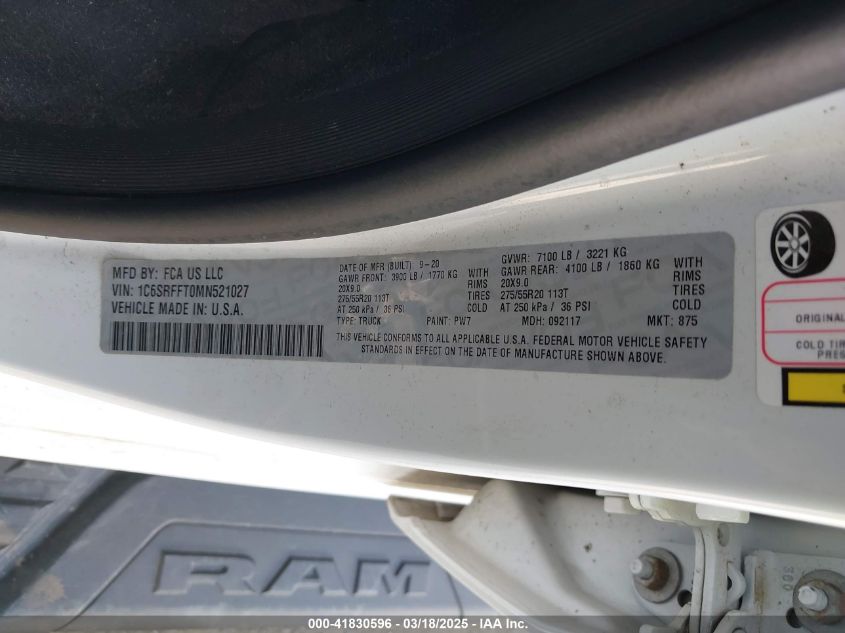 MFD BY: FCA US LLC
VIN: 1C6SRFFT0MN521027
VEHICLE MADE IN: U.S.A.
DATE OF MFR (BUILT) 9-20
GAWR FRONT: 3900 LB / 1770 KG WITH
20X9.0 RIMS
275/55R20 113T TIRES
AT 250 kPa / 36 PSI COLD
TYPE: TRUCK PAINT: PW7
GVWR: 7100 LB / 3221 KG
GAWR REAR: 4100 LB / 1860 KG WITH
20X9.0 RIMS
275/55R20 113T TIRES
AT 250 kPa / 36 PSI COLD
MDH: 092117 MKT: 875
THIS VEHICLE CONFORMS TO ALL APPLICABLE U.S.A. FEDERAL MOTOR VEHICLE SAFETY
STANDARDS IN EFFECT ON THE DATE OF MANUFACTURE SHOWN ABOVE.
ORIGINAL
COLD TI
PRES
RAM
360
000-41830596 - 03/18/2025 - IAA Inc.